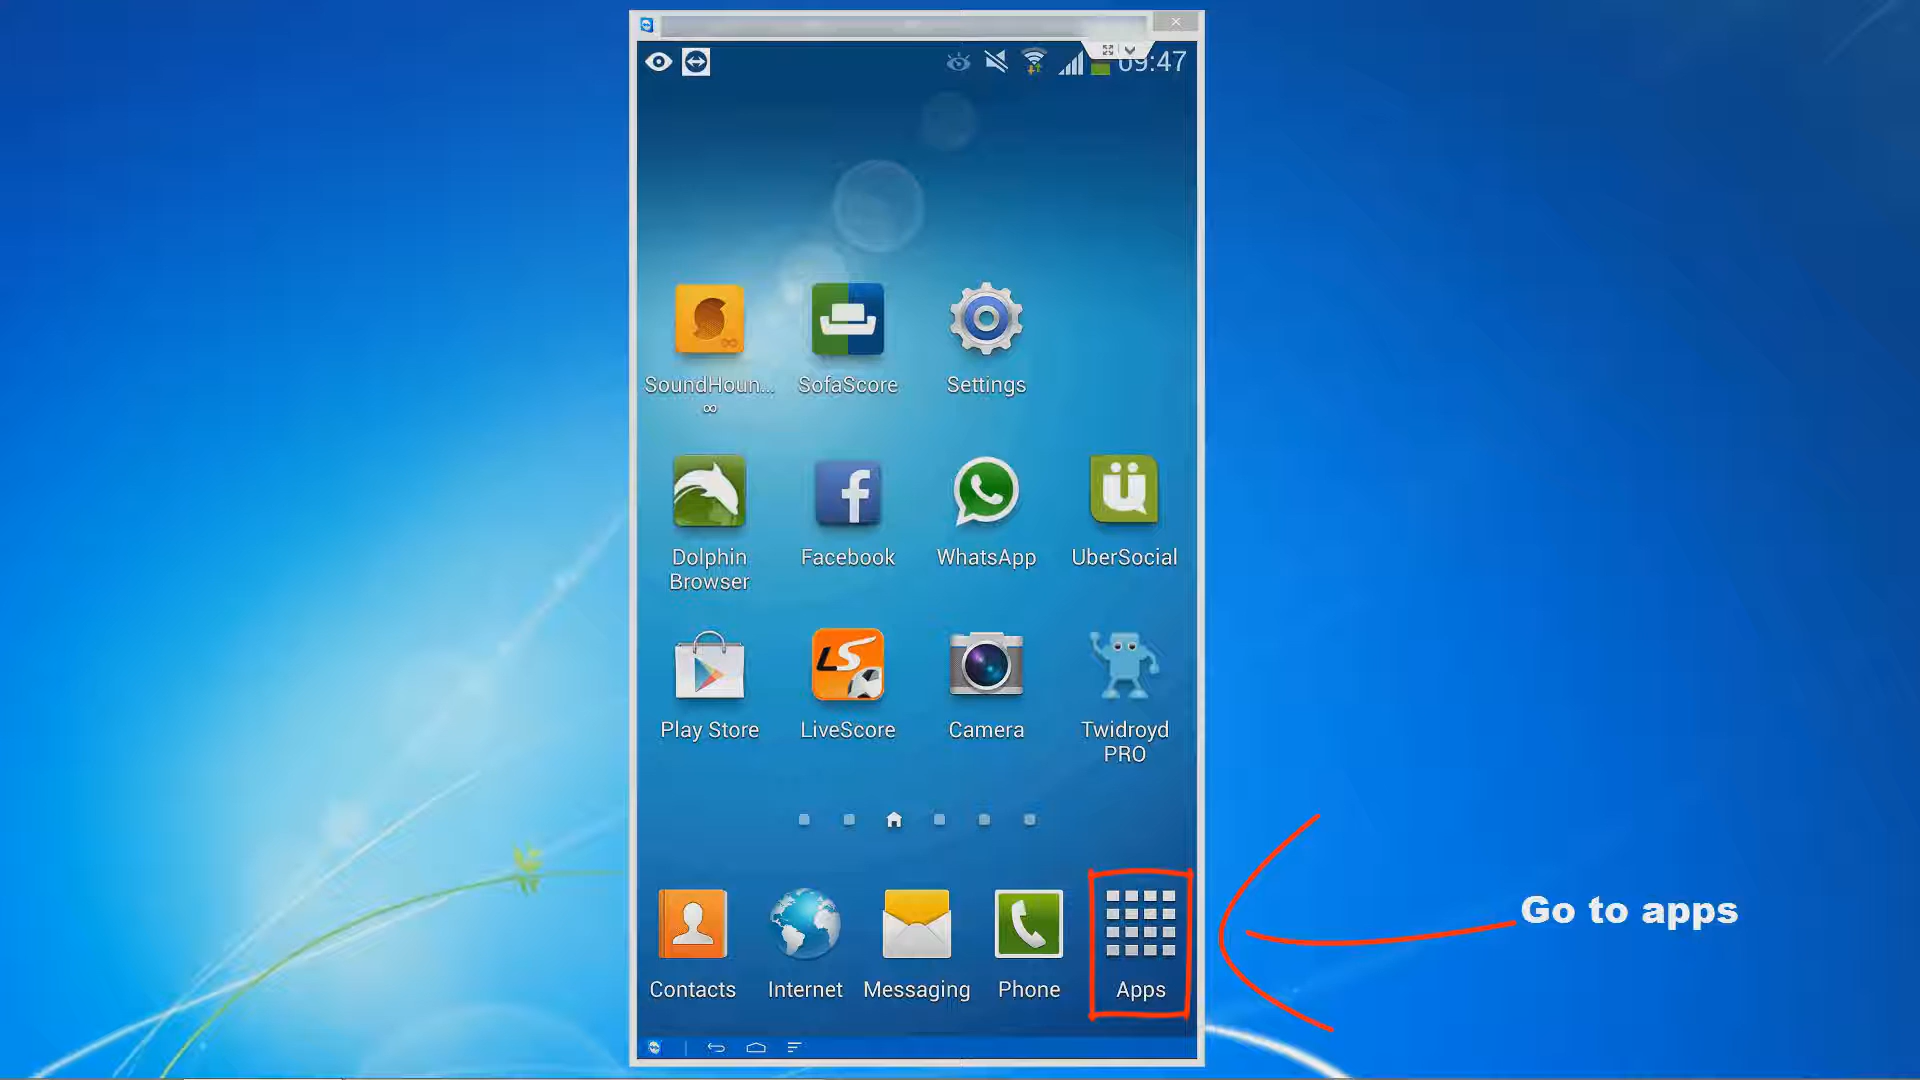 09:47
SoundHoun...
∞
SofaScore
Settings
Dolphin
Browser
Facebook
WhatsApp
UberSocial
Play Store
LiveScore
Camera
Twidroyd
PRO
Contacts
Internet
Messaging
Phone
Apps
Go to apps